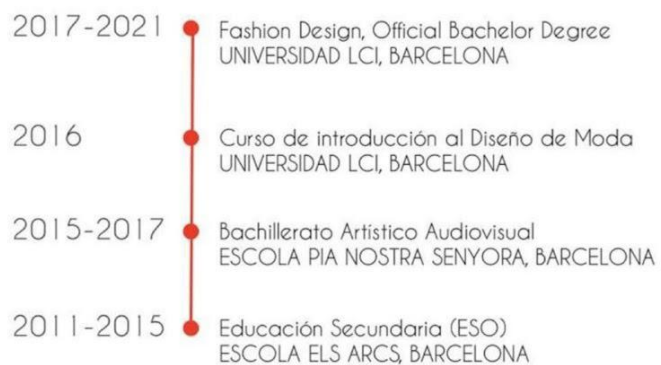 2017-2021
Fashion Design, Official Bachelor Degree
UNIVERSIDAD LCI, BARCELONA
2016
Curso de introducción al Diseño de Moda
UNIVERSIDAD LCI, BARCELONA
2015-2017
Bachillerato Artístico Audiovisual
ESCOLA PIA NOSTRA SENYORA, BARCELONA
2011-2015
Educación Secundaria (ESO)
ESCOLA ELS ARCS, BARCELONA